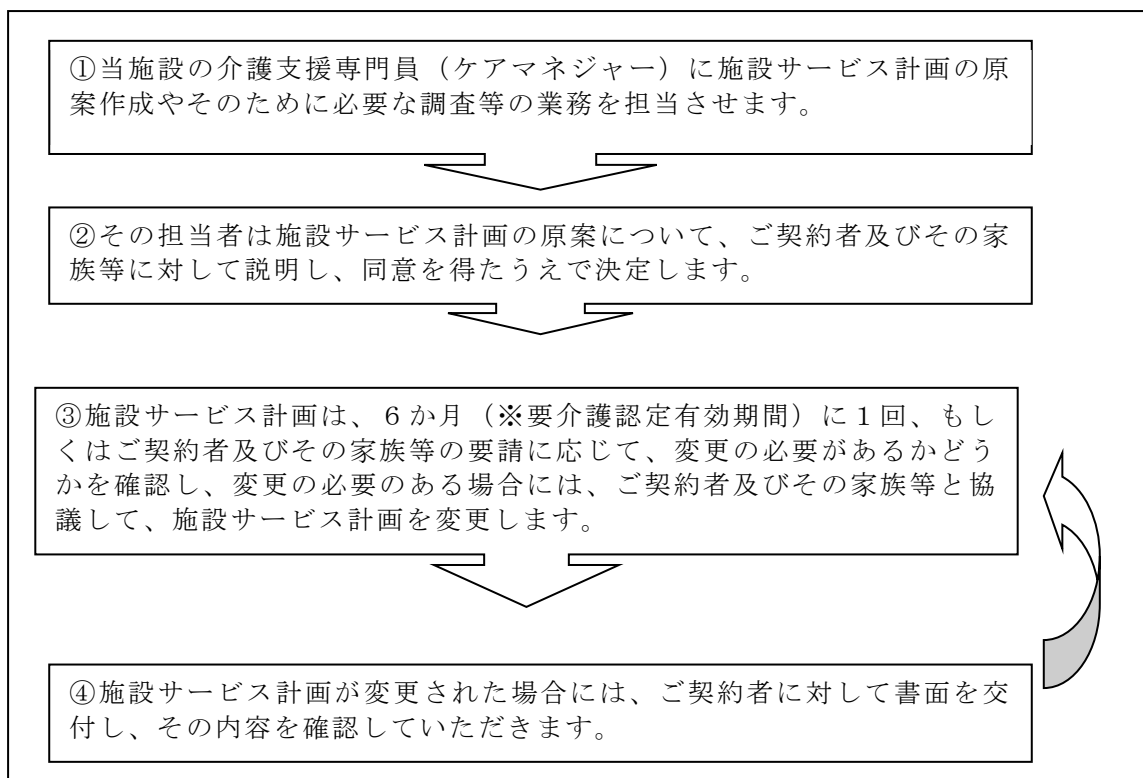 ①当施設の介護支援専門員（ケアマネジャー）に施設サービス計画の原
案作成やそのために必要な調査等の業務を担当させます。
②その担当者は施設サービス計画の原案について、ご契約者及びその家
族等に対して説明し、同意を得たうえで決定します。
③施設サービス計画は、６か月（※要介護認定有効期間）に１回、もし
くはご契約者及びその家族等の要請に応じて、変更の必要があるかどう
かを確認し、変更の必要のある場合には、ご契約者及びその家族等と協
議して、施設サービス計画を変更します。
④施設サービス計画が変更された場合には、ご契約者に対して書面を交
付し、その内容を確認していただきます。